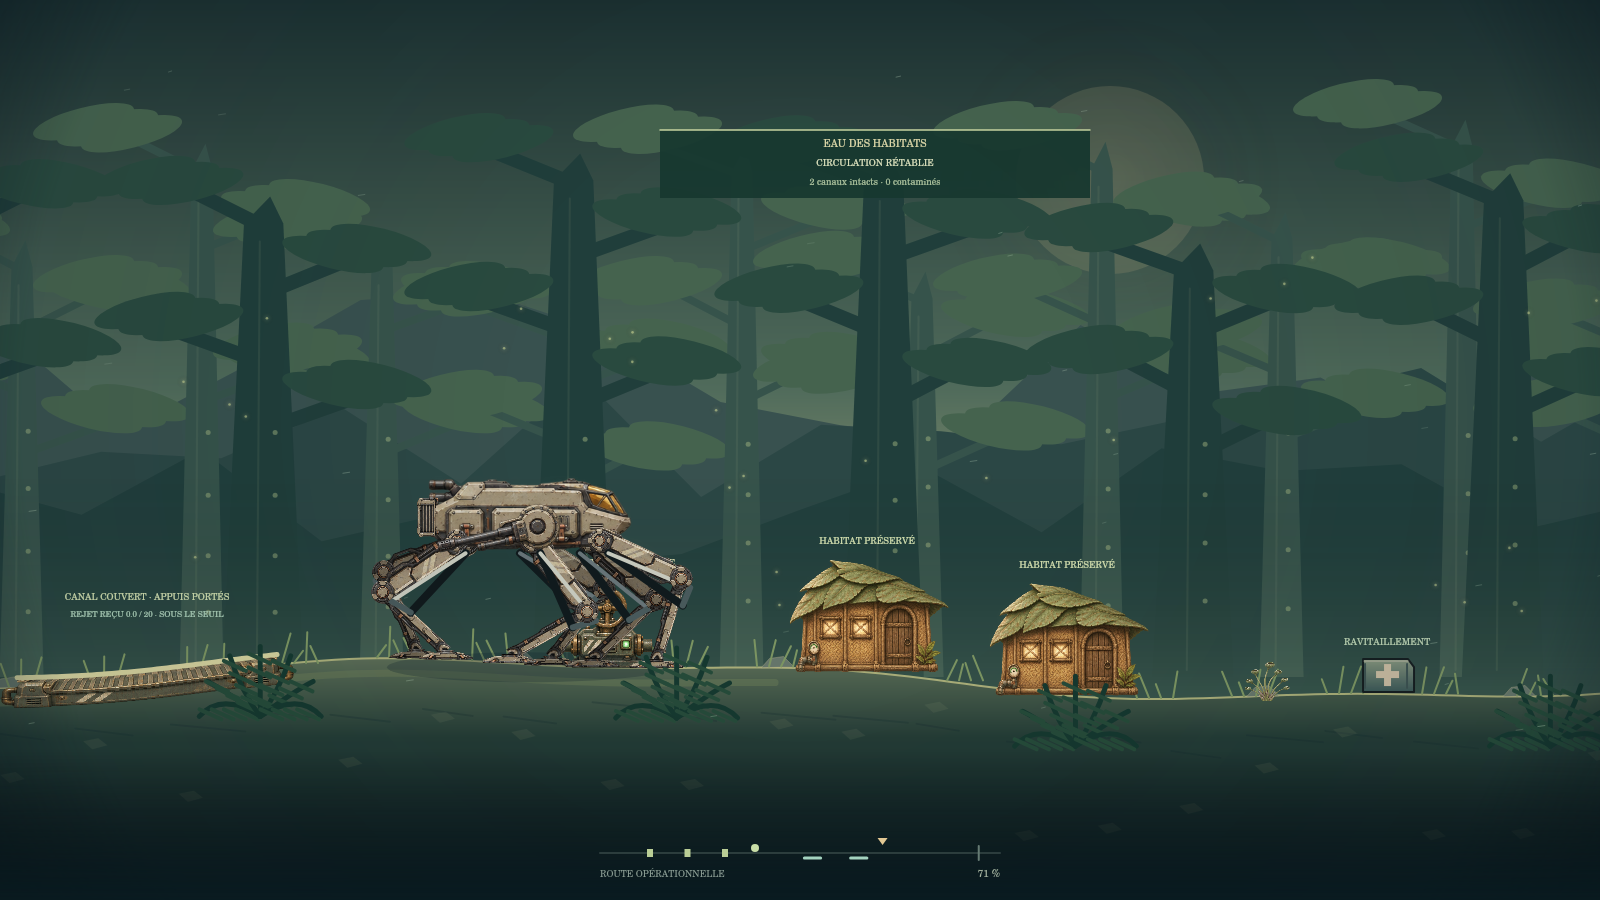 EAU DES HABITATS
CIRCULATION RÉTABLIE
2 canaux intacts · 0 contaminés
HABITAT PRÉSERVÉ
HABITAT PRÉSERVÉ
CANAL COUVERT · APPUIS PORTÉS
REJET REÇU 0.0 / 20 · SOUS LE SEUIL
RAVITAILLEMENT
ROUTE OPÉRATIONNELLE
71 %